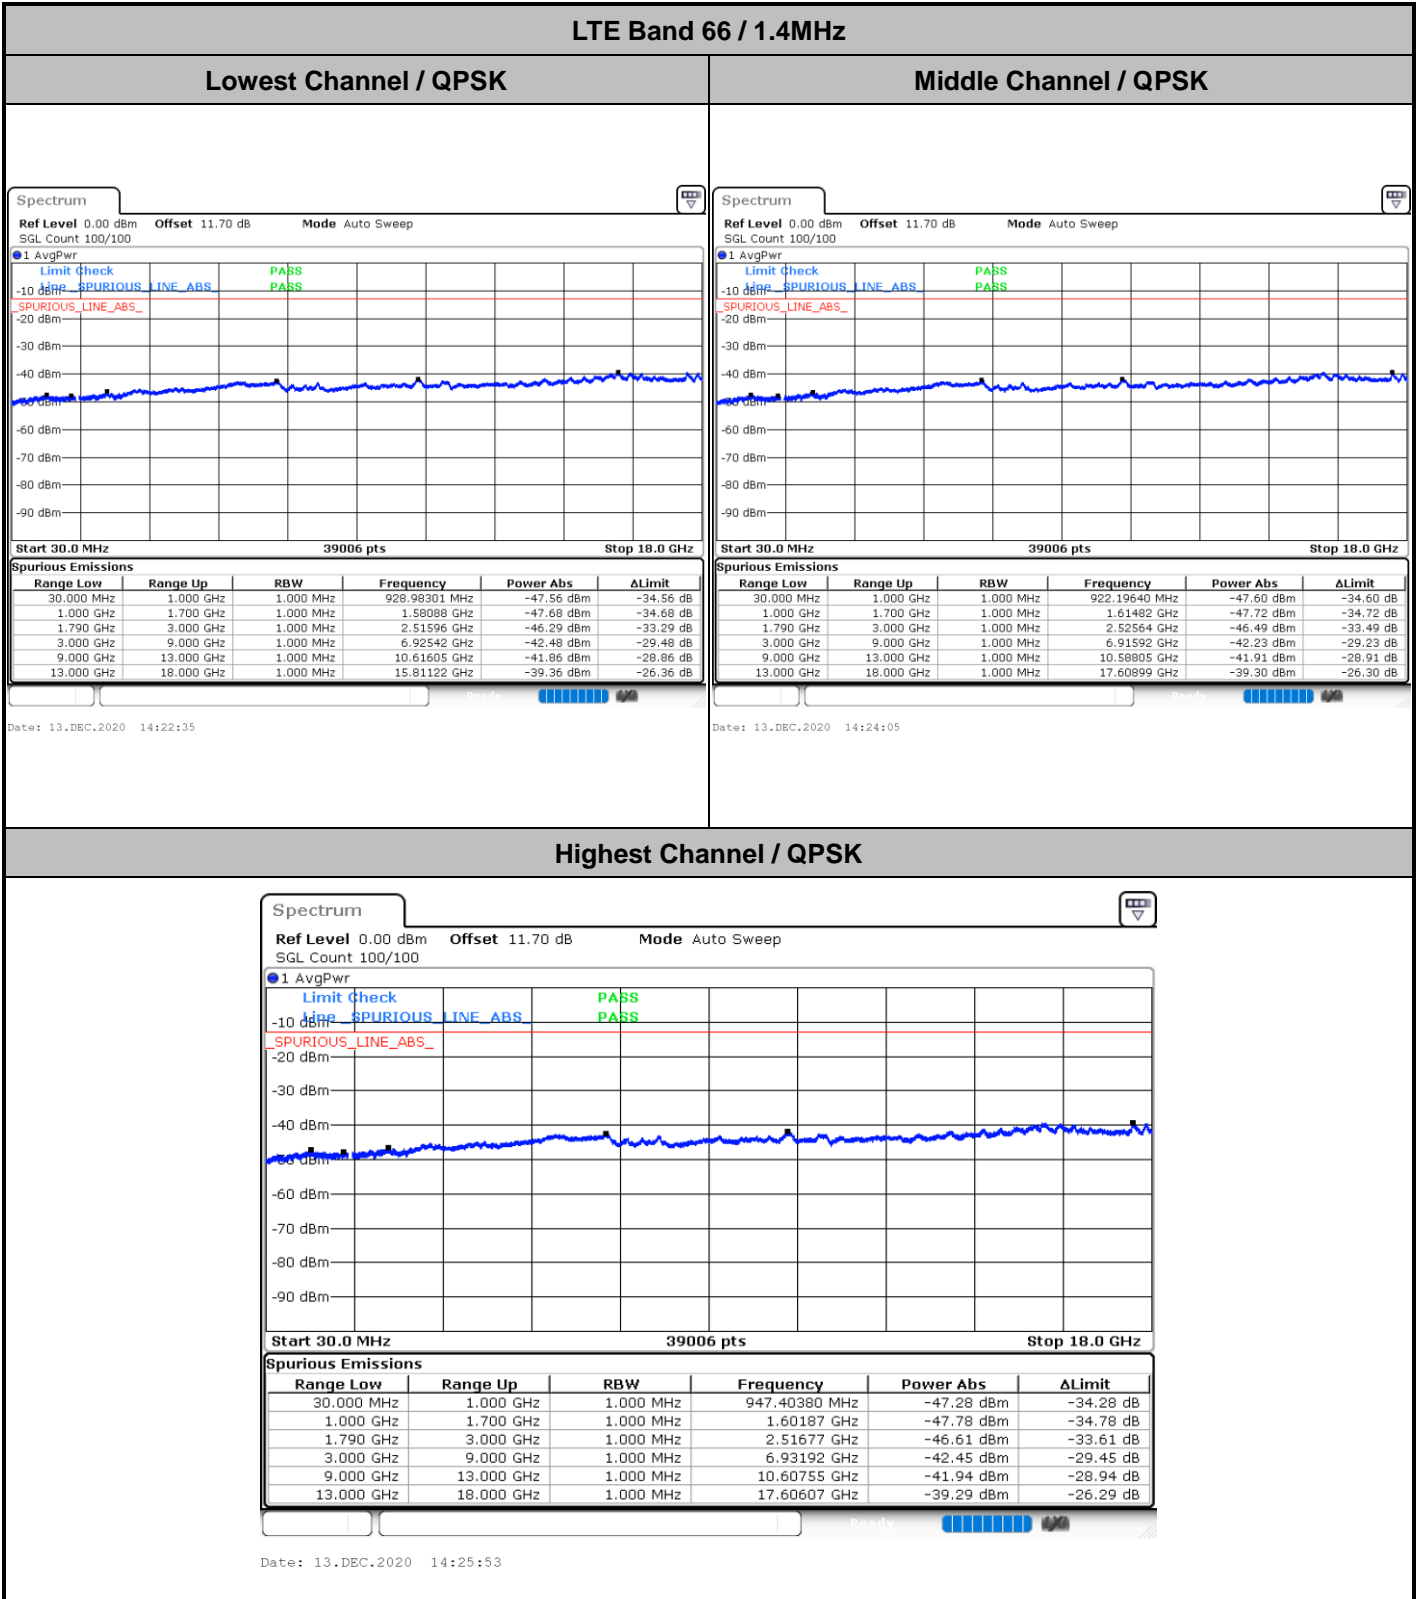 LTE Band 66 / 1.4MHz
Lowest Channel / QPSK
Middle Channel / QPSK
Spectrum
Ref Level 0.00 dBm Offset 11.70 dB Mode Auto Sweep
SGL Count 100/100
1 AvgPwr
Limit Check PASS
Line _SPURIOUS_LINE_ABS_ PASS
-10 dBm
_SPURIOUS_LINE_ABS_
-20 dBm
-30 dBm
-40 dBm
-50 dBm
-60 dBm
-70 dBm
-80 dBm
-90 dBm
Start 30.0 MHz 39006 pts Stop 18.0 GHz
Spurious Emissions
Range Low Range Up RBW Frequency Power Abs ΔLimit
30.000 MHz 1.000 GHz 1.000 MHz 928.98301 MHz -47.56 dBm -34.56 dB
1.000 GHz 1.700 GHz 1.000 MHz 1.58088 GHz -47.68 dBm -34.68 dB
1.790 GHz 3.000 GHz 1.000 MHz 2.51596 GHz -46.29 dBm -33.29 dB
3.000 GHz 9.000 GHz 1.000 MHz 6.92542 GHz -42.48 dBm -29.48 dB
9.000 GHz 13.000 GHz 1.000 MHz 10.61605 GHz -41.86 dBm -28.86 dB
13.000 GHz 18.000 GHz 1.000 MHz 15.81122 GHz -39.36 dBm -26.36 dB
Ready
Date: 13.DEC.2020 14:22:35
Spectrum
Ref Level 0.00 dBm Offset 11.70 dB Mode Auto Sweep
SGL Count 100/100
1 AvgPwr
Limit Check PASS
Line _SPURIOUS_LINE_ABS_ PASS
-10 dBm
_SPURIOUS_LINE_ABS_
-20 dBm
-30 dBm
-40 dBm
-50 dBm
-60 dBm
-70 dBm
-80 dBm
-90 dBm
Start 30.0 MHz 39006 pts Stop 18.0 GHz
Spurious Emissions
Range Low Range Up RBW Frequency Power Abs ΔLimit
30.000 MHz 1.000 GHz 1.000 MHz 922.19640 MHz -47.60 dBm -34.60 dB
1.000 GHz 1.700 GHz 1.000 MHz 1.61482 GHz -47.72 dBm -34.72 dB
1.790 GHz 3.000 GHz 1.000 MHz 2.52564 GHz -46.49 dBm -33.49 dB
3.000 GHz 9.000 GHz 1.000 MHz 6.91592 GHz -42.23 dBm -29.23 dB
9.000 GHz 13.000 GHz 1.000 MHz 10.58805 GHz -41.91 dBm -28.91 dB
13.000 GHz 18.000 GHz 1.000 MHz 17.60899 GHz -39.30 dBm -26.30 dB
Ready
Date: 13.DEC.2020 14:24:05
Highest Channel / QPSK
Spectrum
Ref Level 0.00 dBm Offset 11.70 dB Mode Auto Sweep
SGL Count 100/100
1 AvgPwr
Limit Check PASS
Line _SPURIOUS_LINE_ABS_ PASS
-10 dBm
_SPURIOUS_LINE_ABS_
-20 dBm
-30 dBm
-40 dBm
-50 dBm
-60 dBm
-70 dBm
-80 dBm
-90 dBm
Start 30.0 MHz 39006 pts Stop 18.0 GHz
Spurious Emissions
Range Low Range Up RBW Frequency Power Abs ΔLimit
30.000 MHz 1.000 GHz 1.000 MHz 947.40380 MHz -47.28 dBm -34.28 dB
1.000 GHz 1.700 GHz 1.000 MHz 1.60187 GHz -47.78 dBm -34.78 dB
1.790 GHz 3.000 GHz 1.000 MHz 2.51677 GHz -46.61 dBm -33.61 dB
3.000 GHz 9.000 GHz 1.000 MHz 6.93192 GHz -42.45 dBm -29.45 dB
9.000 GHz 13.000 GHz 1.000 MHz 10.60755 GHz -41.94 dBm -28.94 dB
13.000 GHz 18.000 GHz 1.000 MHz 17.60607 GHz -39.29 dBm -26.29 dB
Ready
Date: 13.DEC.2020 14:25:53